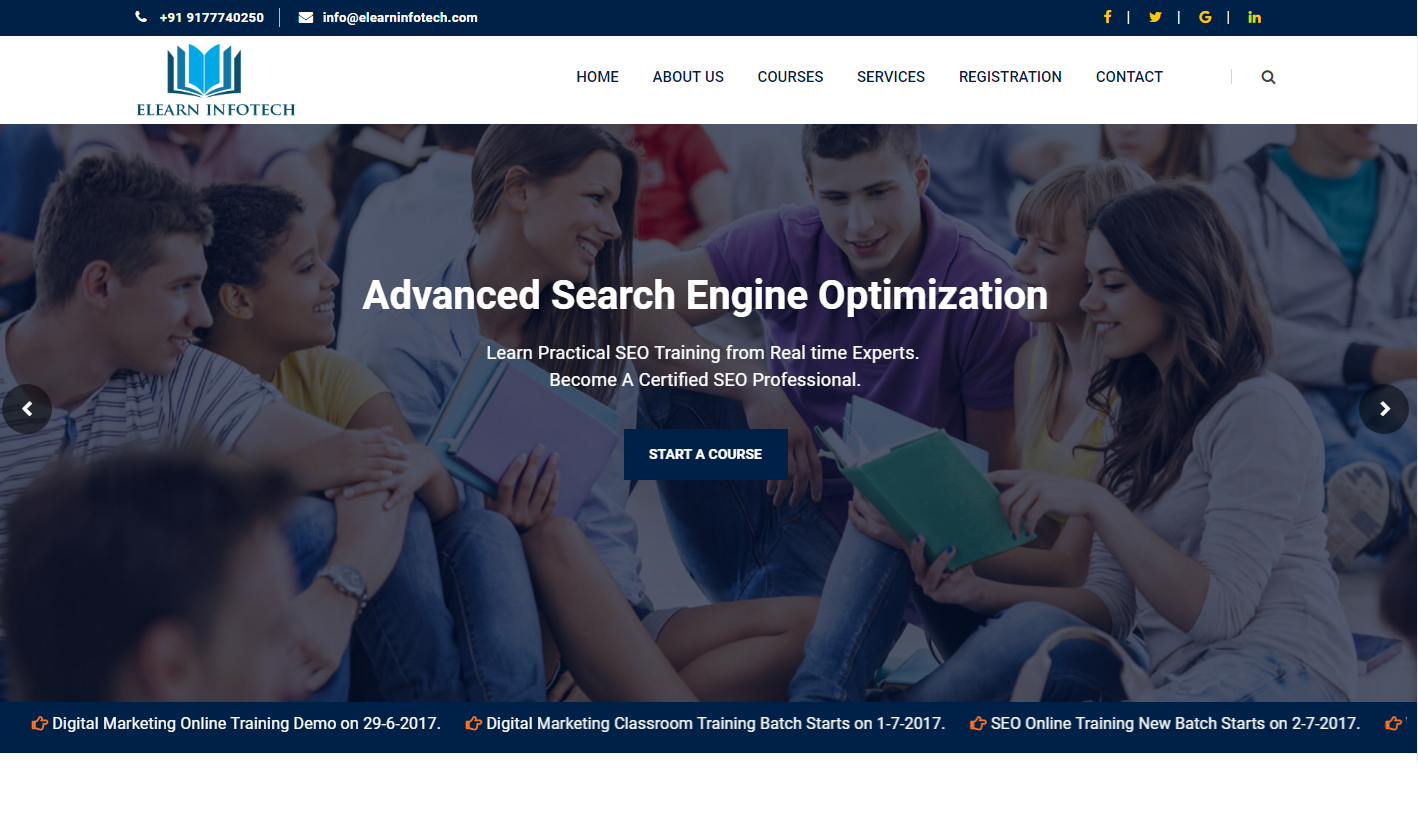 +91 9177740250 | info@elearninfotech.com
ELEARN INFOTECH
HOME ABOUT US COURSES SERVICES REGISTRATION CONTACT
Advanced Search Engine Optimization
Learn Practical SEO Training from Real time Experts.
Become A Certified SEO Professional.
START A COURSE
Digital Marketing Online Training Demo on 29-6-2017. Digital Marketing Classroom Training Batch Starts on 1-7-2017. SEO Online Training New Batch Starts on 2-7-2017.